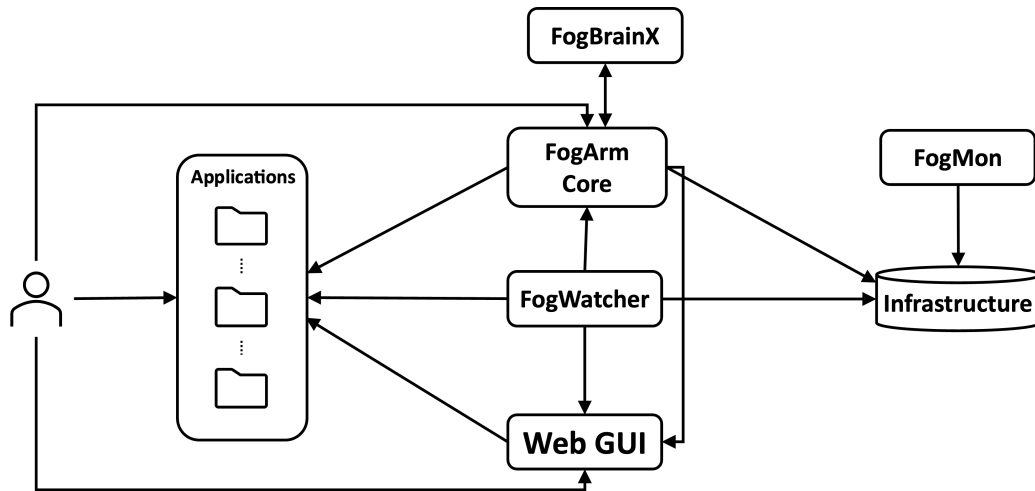 FogBrainX
FogArm
Core
FogMon
Applications
FogWatcher
Infrastructure
Web GUI